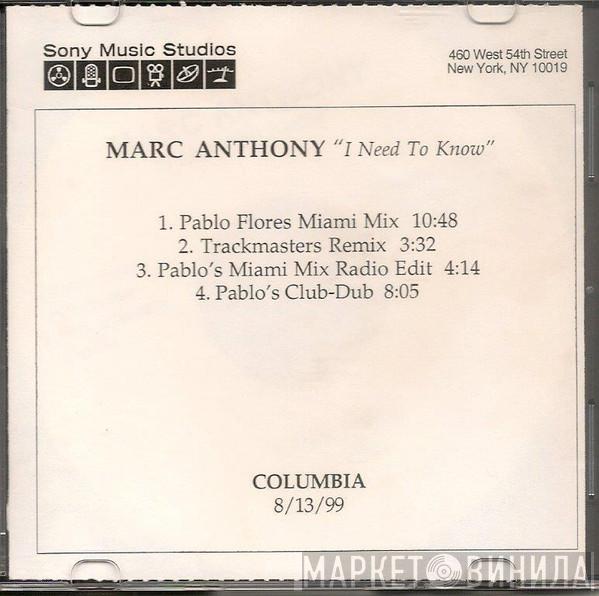 Sony Music Studios
460 West 54th Street
New York, NY 10019
MARC ANTHONY "I Need To Know"
1. Pablo Flores Miami Mix 10:48
2. Trackmasters Remix 3:32
3. Pablo's Miami Mix Radio Edit 4:14
4. Pablo's Club-Dub 8:05
COLUMBIA
8/13/99
МАРКЕТ ВИНИЛА